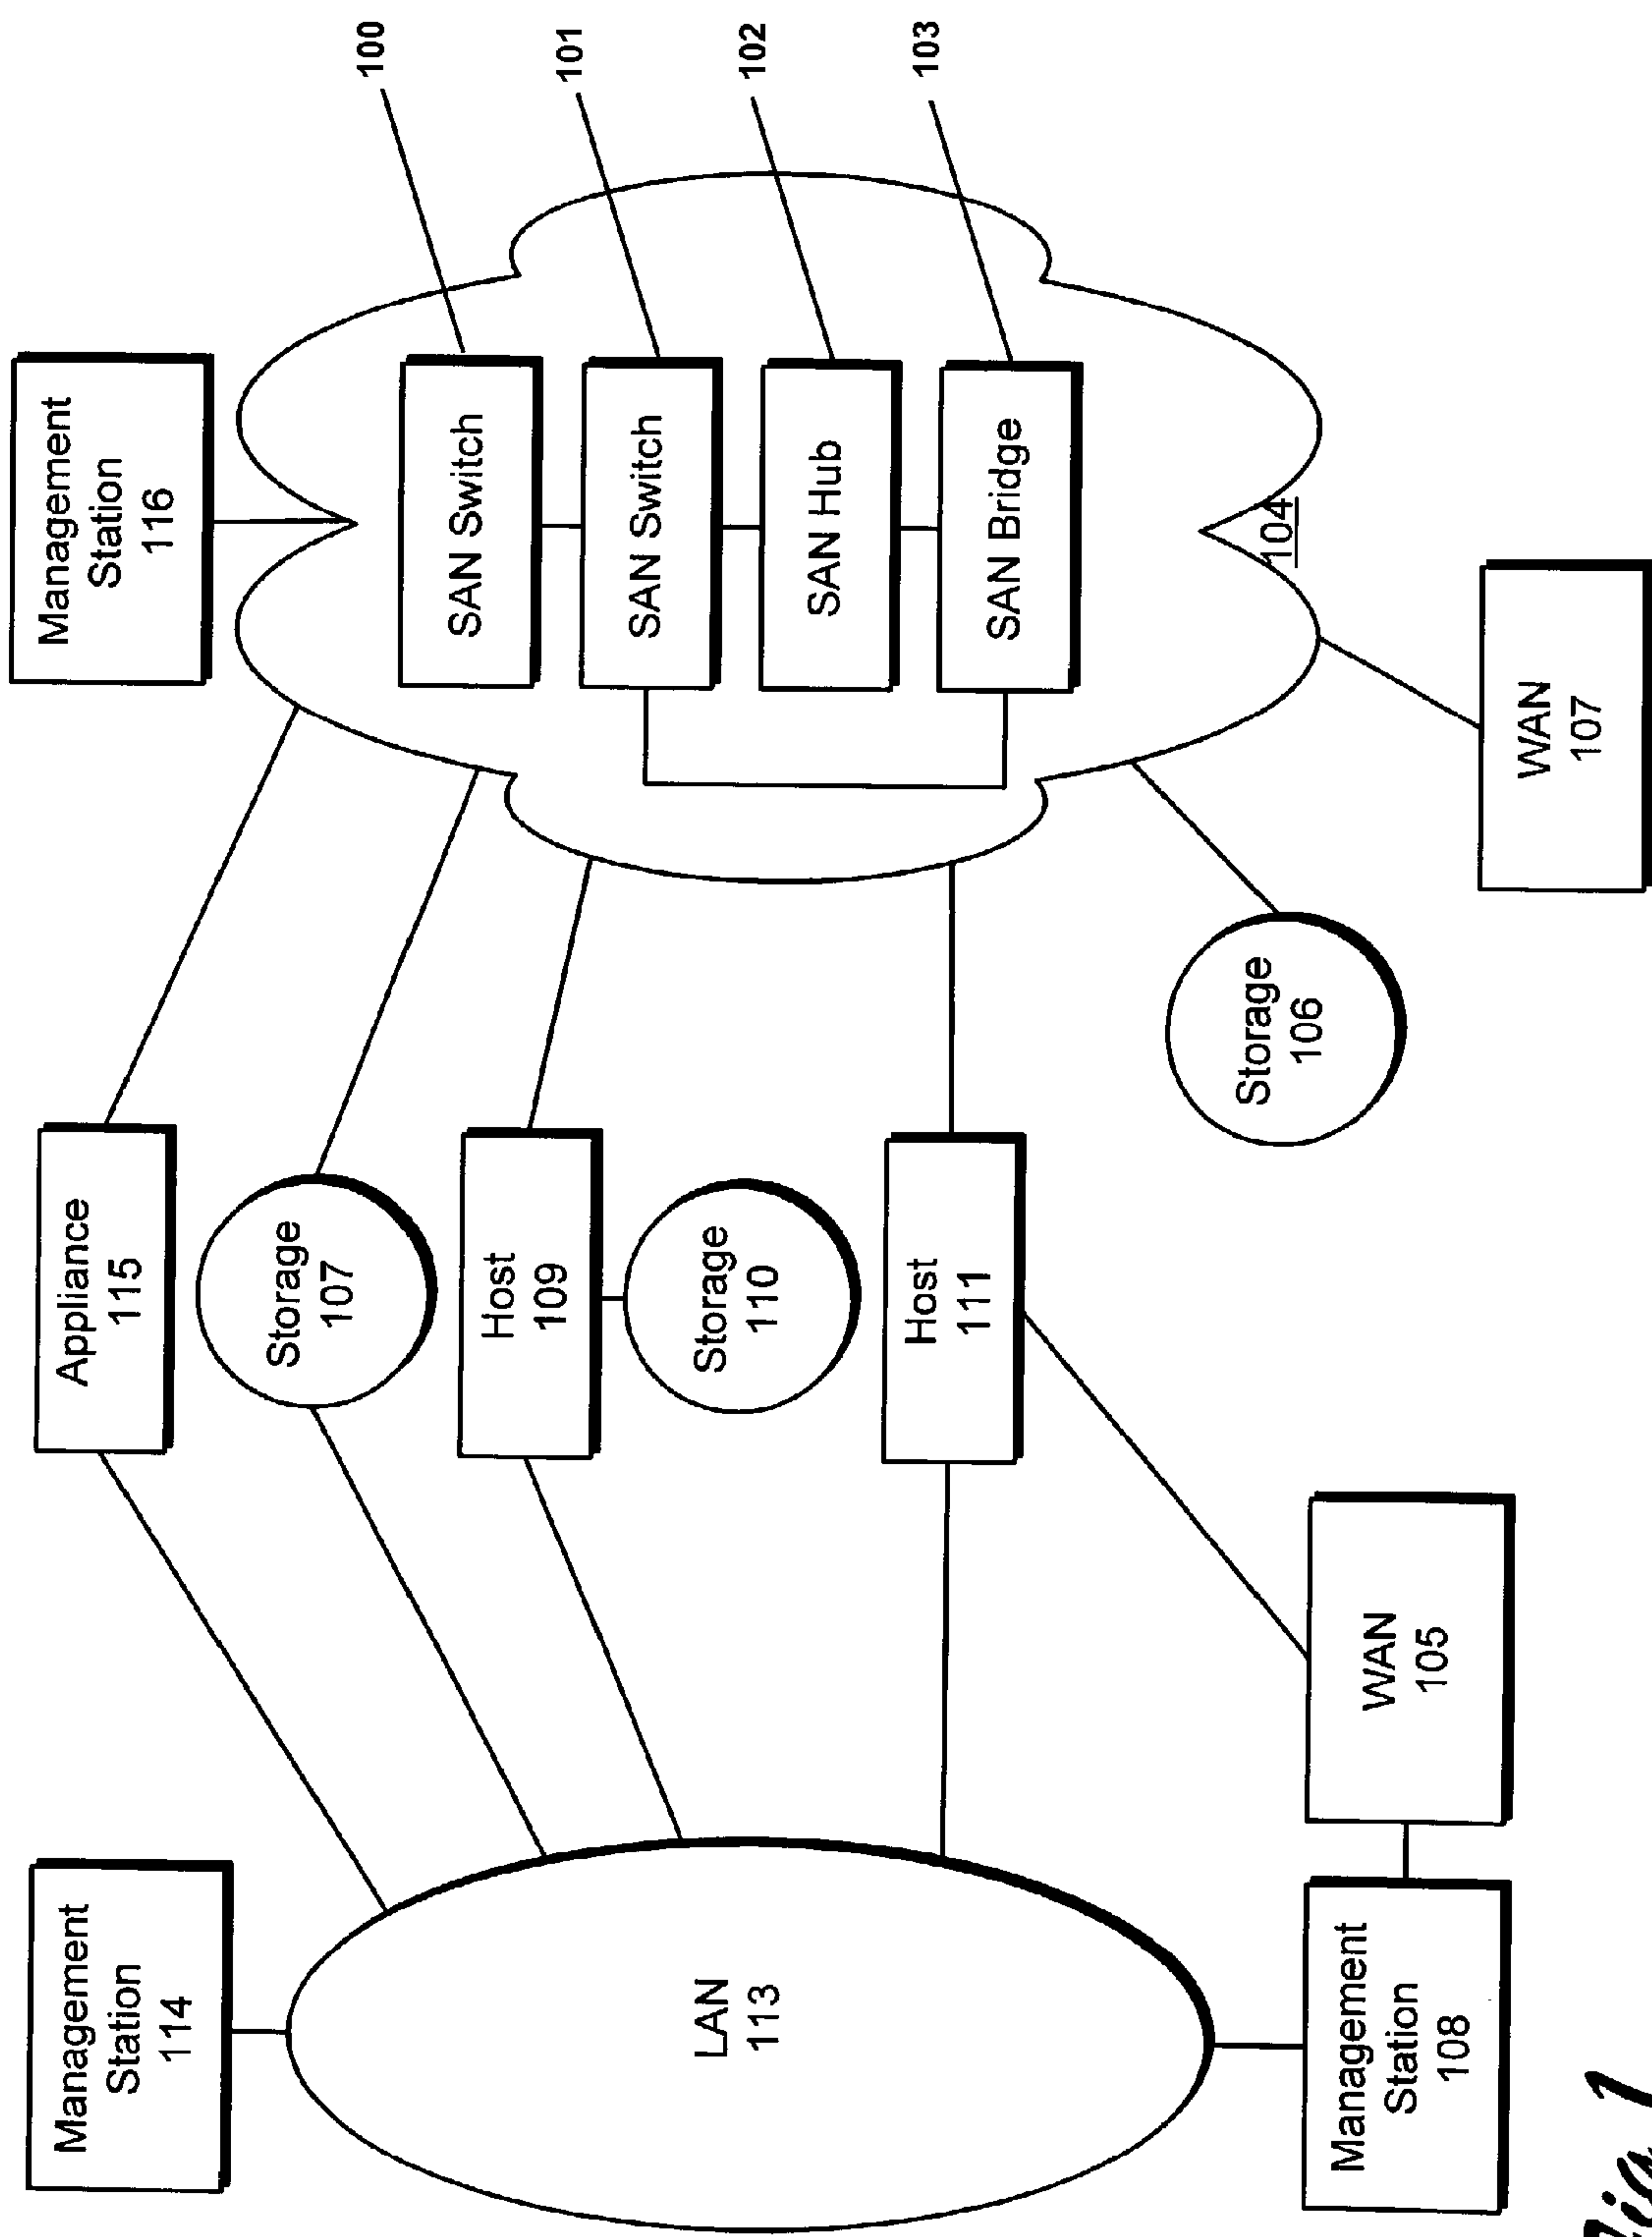 Management
Station
114
LAN
113
Management
Station
108
WAN
105
Appliance
115
Storage
107
Host
109
Storage
110
Host
111
Storage
106
WAN
107
Management
Station
116
SAN Switch
SAN Switch
SAN Hub
SAN Bridge
104
100
101
102
103